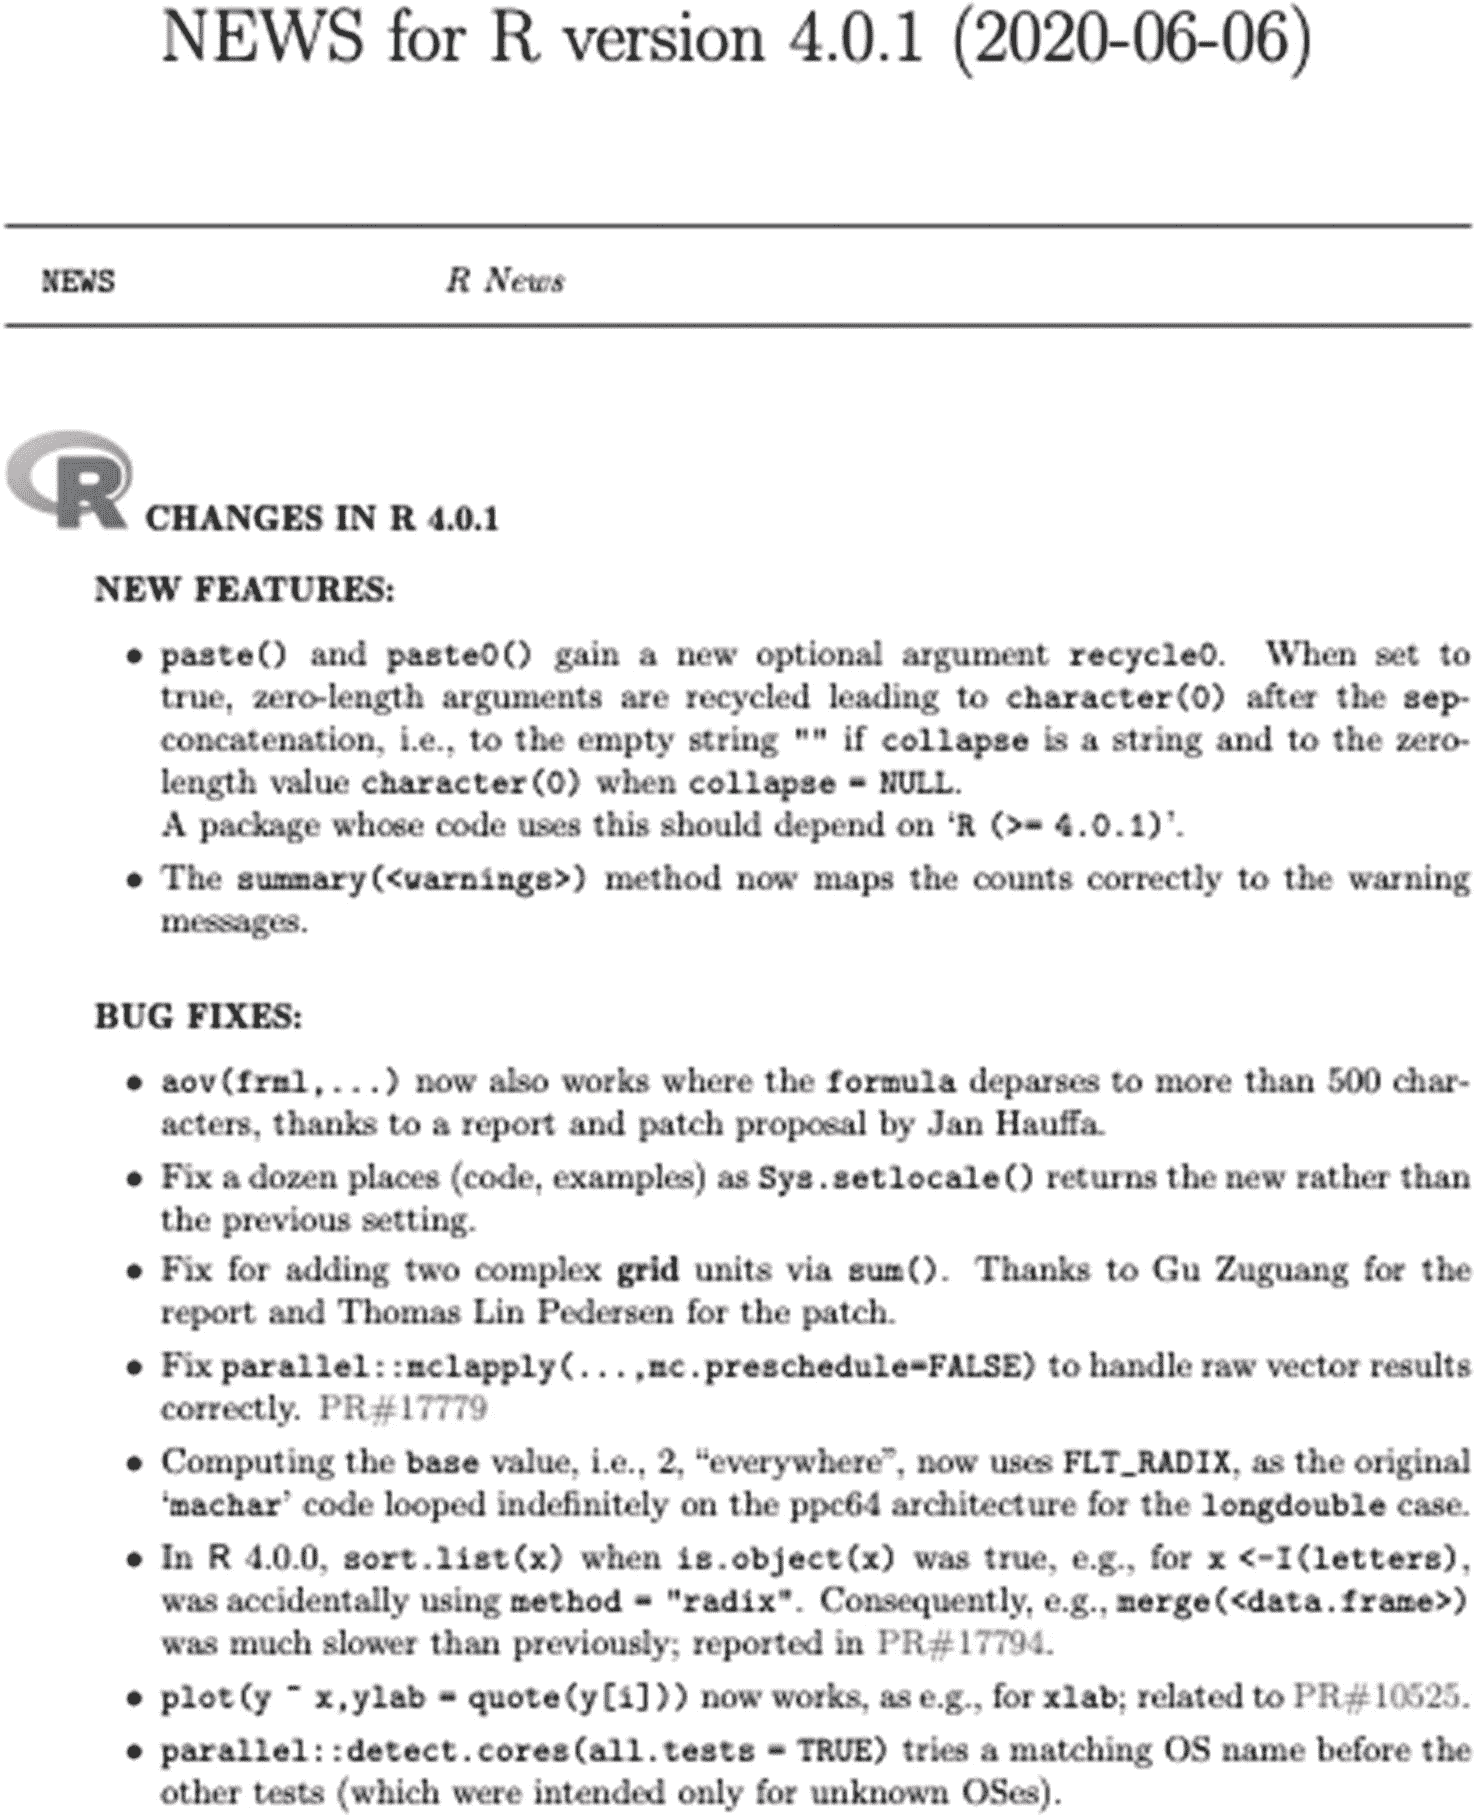 NEWS for R version 4.0.1 (2020-06-06)
NEWS R News
R
CHANGES IN R 4.0.1
NEW FEATURES:
• paste() and paste0() gain a new optional argument recycle0. When set to
true, zero-length arguments are recycled leading to character(0) after the sep-
concatenation, i.e., to the empty string "" if collapse is a string and to the zero-
length value character(0) when collapse = NULL.
A package whose code uses this should depend on ‘R (>= 4.0.1)’.
• The summary(<warnings>) method now maps the counts correctly to the warning
messages.
BUG FIXES:
• aov(frml,...) now also works where the formula deparses to more than 500 char-
acters, thanks to a report and patch proposal by Jan Hauffa.
• Fix a dozen places (code, examples) as Sys.setlocale() returns the new rather than
the previous setting.
• Fix for adding two complex grid units via sum(). Thanks to Gu Zuguang for the
report and Thomas Lin Pedersen for the patch.
• Fix parallel::mclapply(...,mc.preschedule=FALSE) to handle raw vector results
correctly. PR#17779
• Computing the base value, i.e., 2, “everywhere”, now uses FLT_RADIX, as the original
‘machar’ code looped indefinitely on the ppc64 architecture for the longdouble case.
• In R 4.0.0, sort.list(x) when is.object(x) was true, e.g., for x <-I(letters),
was accidentally using method = "radix". Consequently, e.g., merge(<data.frame>)
was much slower than previously; reported in PR#17794.
• plot(y ~ x,ylab = quote(y[i])) now works, as e.g., for xlab; related to PR#10525.
• parallel::detect.cores(all.tests = TRUE) tries a matching OS name before the
other tests (which were intended only for unknown OSes).